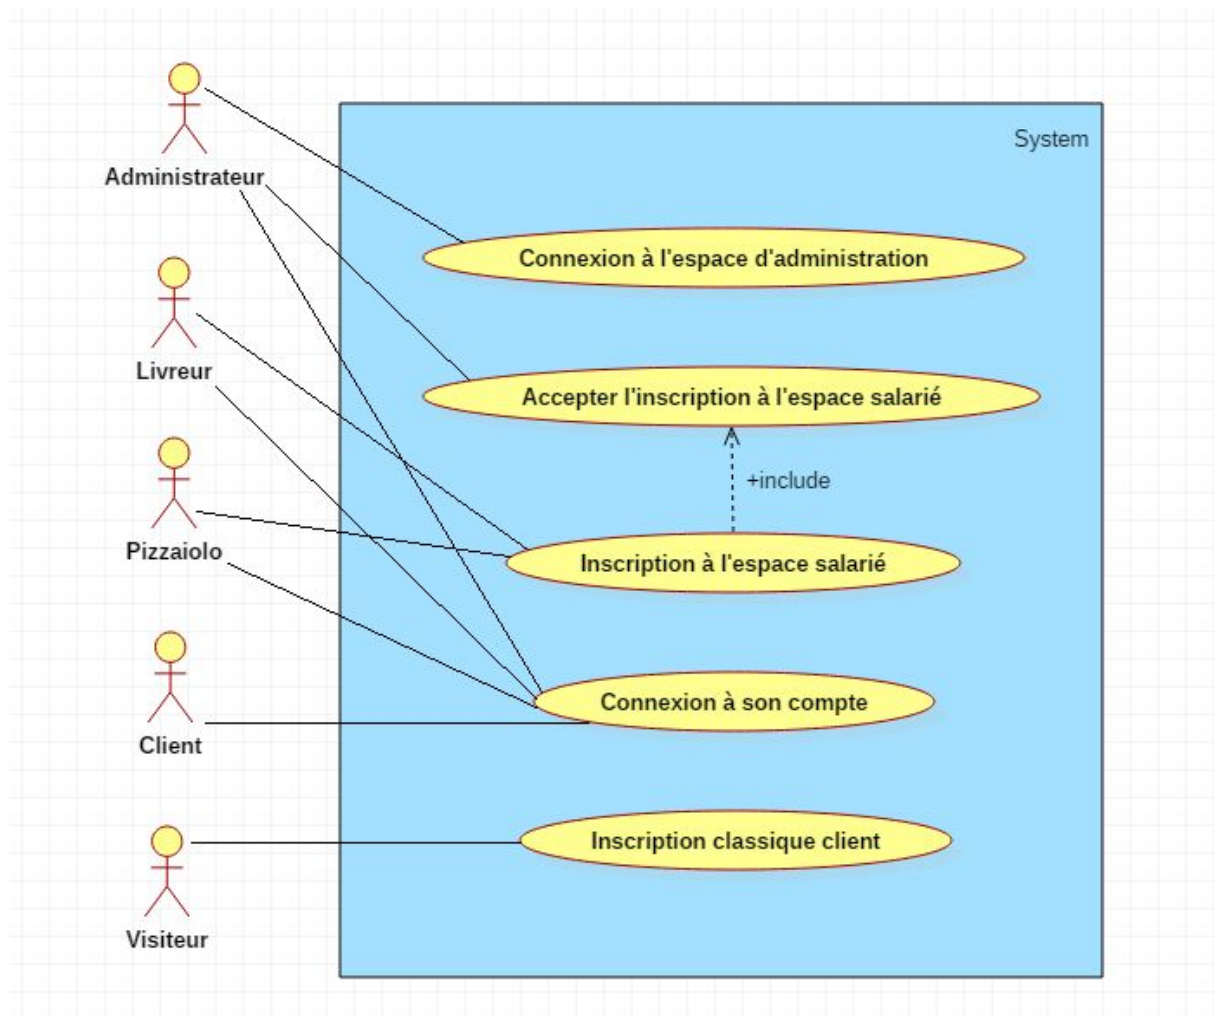 System
Administrateur
Connexion à l'espace d'administration
Livreur
Accepter l'inscription à l'espace salarié
+include
Pizzaiolo
Inscription à l'espace salarié
Connexion à son compte
Client
Inscription classique client
Visiteur